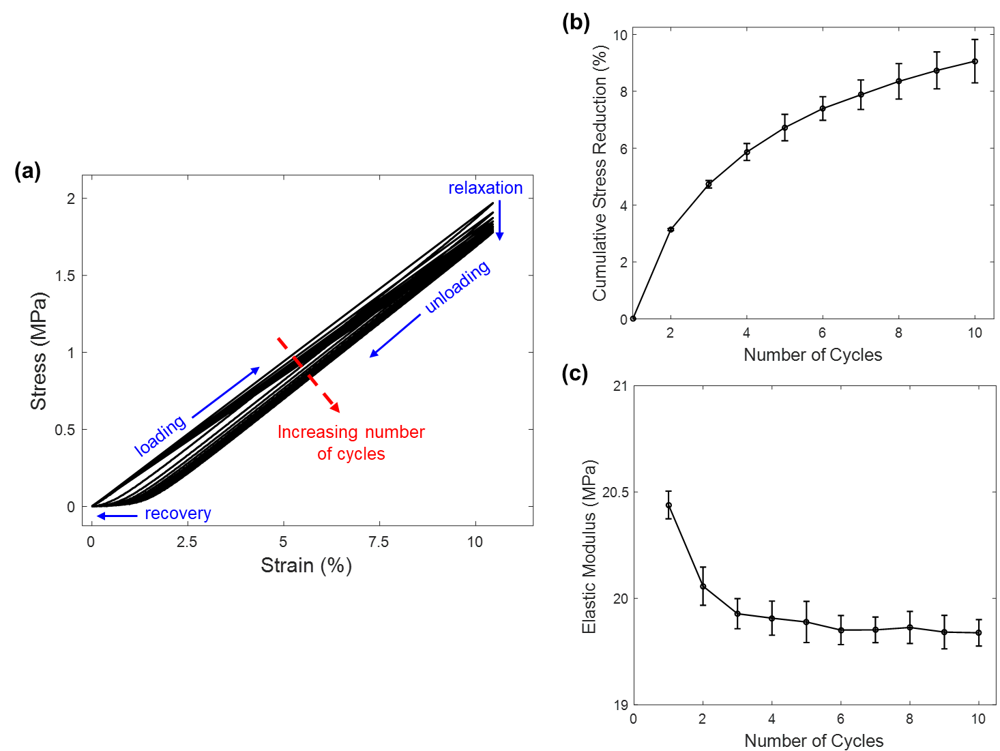 (a)
Stress (MPa)
2
1.5
1
0.5
0
0
2.5
5
7.5
10
Strain (%)
relaxation
unloading
loading
recovery
Increasing number
of cycles
(b)
Cumulative Stress Reduction (%)
10
8
6
4
2
0
2
4
6
8
10
Number of Cycles
(c)
Elastic Modulus (MPa)
21
20.5
20
19
0
2
4
6
8
10
Number of Cycles